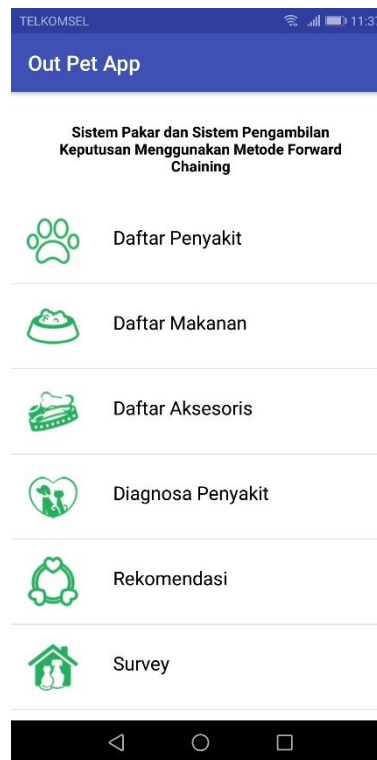 TELKOMSEL 11:37
Out Pet App
Sistem Pakar dan Sistem Pengambilan
Keputusan Menggunakan Metode Forward
Chaining
Daftar Penyakit
Daftar Makanan
Daftar Aksesoris
Diagnosa Penyakit
Rekomendasi
Survey